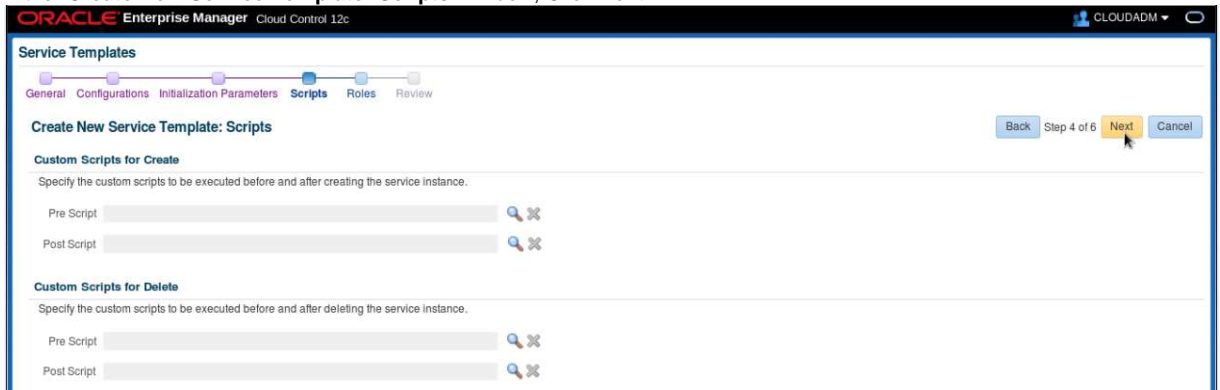 ORACLE Enterprise Manager Cloud Control 12c CLOUDADM
Service Templates
General Configurations Initialization Parameters Scripts Roles Review
Create New Service Template: Scripts Back Step 4 of 6 Next Cancel
Custom Scripts for Create
Specify the custom scripts to be executed before and after creating the service instance.
Pre Script
Post Script
Custom Scripts for Delete
Specify the custom scripts to be executed before and after deleting the service instance.
Pre Script
Post Script